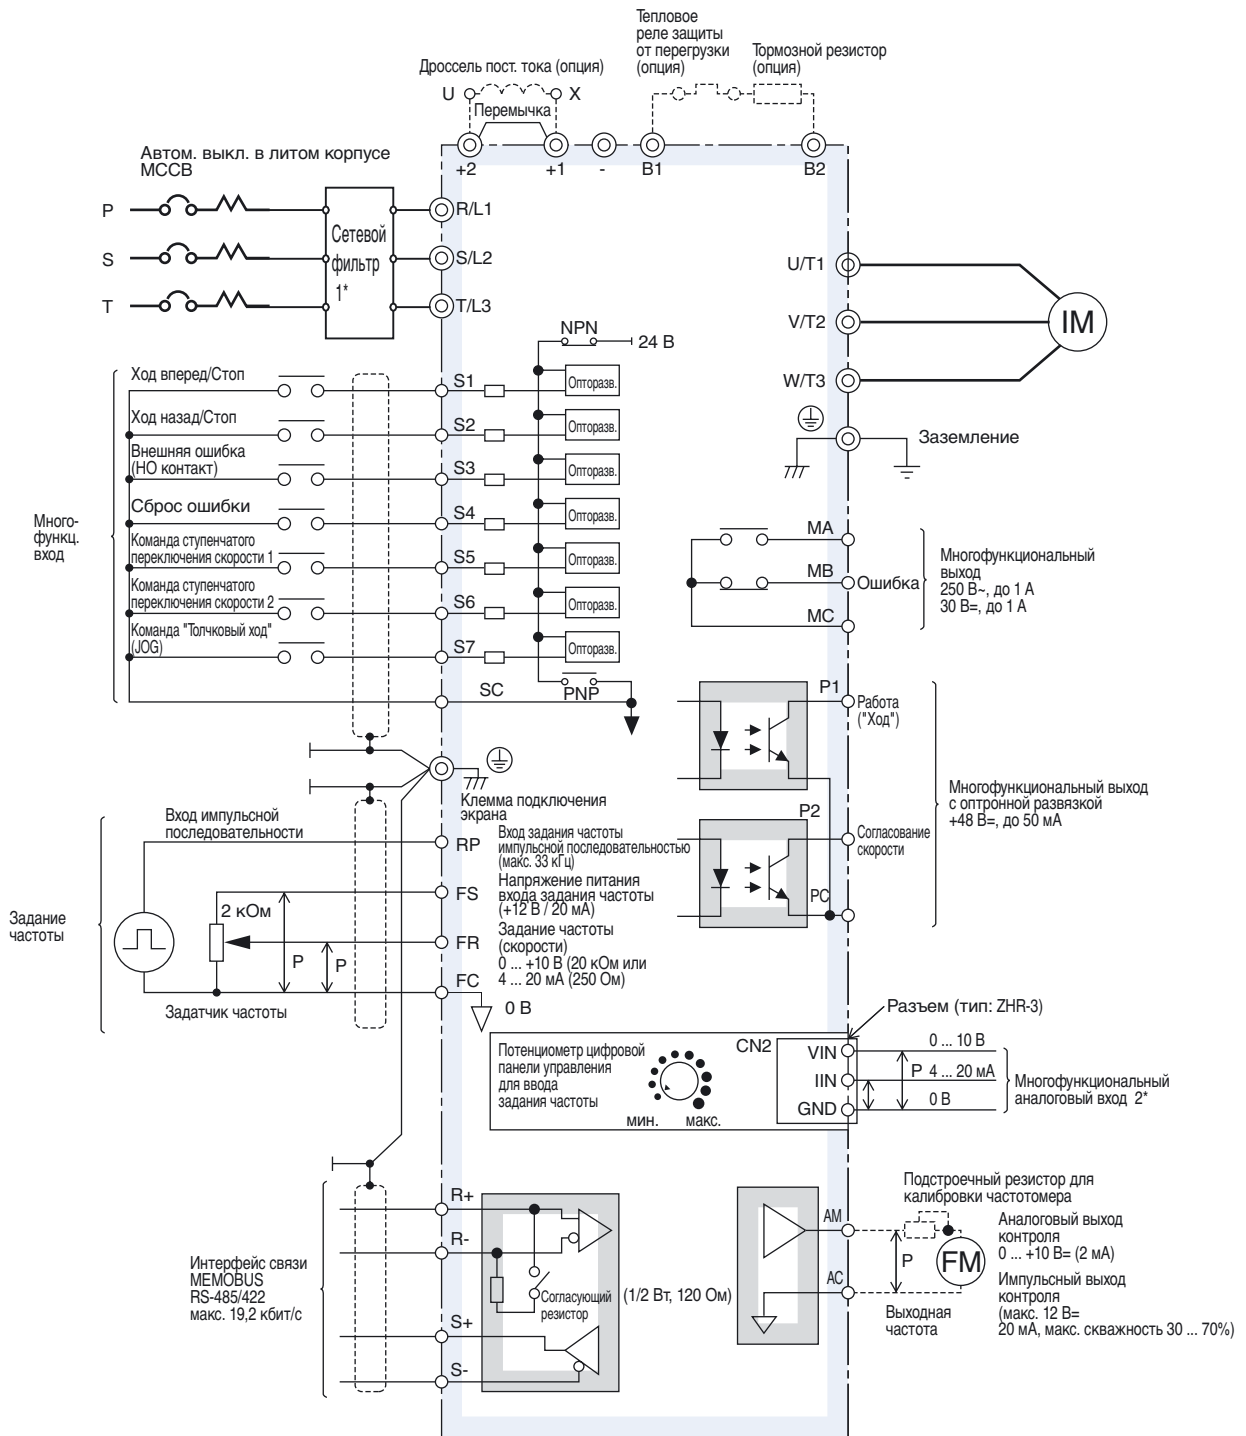 Тепловое
реле защиты
от перегрузки
(опция)
Тормозной резистор
(опция)
Дроссель пост. тока (опция)
U
X
Перемычка
+2
+1
-
B1
B2
Автом. выкл. в литом корпусе
MCCB
P
S
T
Сетевой
фильтр
1*
R/L1
S/L2
T/L3
U/T1
V/T2
W/T3
IM
NPN
24 В
Ход вперед/Стоп
S1
Опторазв.
Ход назад/Стоп
S2
Опторазв.
Внешняя ошибка
(НО контакт)
S3
Опторазв.
Сброс ошибки
S4
Опторазв.
Команда ступенчатого
переключения скорости 1
S5
Опторазв.
Команда ступенчатого
переключения скорости 2
S6
Опторазв.
Команда "Толчковый ход"
(JOG)
S7
Опторазв.
Много-
функц.
вход
SC
PNP
Заземление
MA
MB
MC
Ошибка
Многофункциональный
выход
250 В~, до 1 А
30 В=, до 1 А
P1
Работа
("Ход")
P2
Согласование
скорости
PC
Многофункциональный выход
с оптронной развязкой
+48 В=, до 50 мА
Клемма подключения
экрана
Вход импульсной
последовательности
RP
Вход задания частоты
импульсной последовательностью
(макс. 33 кГц)
FS
Напряжение питания
входа задания частоты
(+12 В / 20 мА)
2 кОм
P
P
FR
Задание частоты
(скорости)
0 ... +10 В (20 кОм или
4 ... 20 мА (250 Ом)
FC
0 В
Задание
частоты
Задатчик частоты
Разъем (тип: ZHR-3)
Потенциометр цифровой
панели управления
для ввода
задания частоты
мин.
макс.
CN2
VIN
IIN
GND
0 ... 10 В
P
4 ... 20 мА
0 В
Многофункциональный
аналоговый вход 2*
Интерфейс связи
MEMOBUS
RS-485/422
макс. 19,2 кбит/с
R+
R-
S+
S-
Согласующий
резистор
(1/2 Вт, 120 Ом)
AM
AC
P
FM
Подстроечный резистор для
калибровки частотомера
Аналоговый выход
контроля
0 ... +10 В= (2 мА)
Импульсный выход
контроля
(макс. 12 В=
20 мА, макс. скважность 30 ... 70%)
Выходная
частота